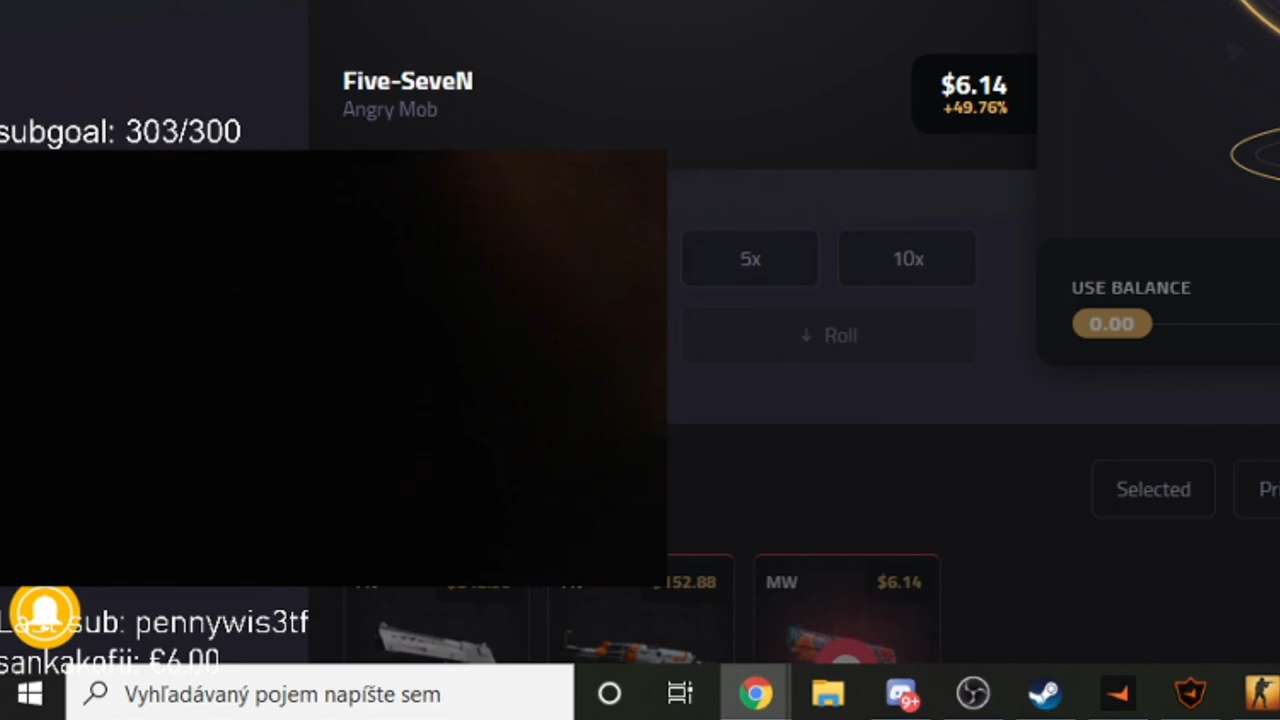 Five-SeveN
Angry Mob
$6.14
+49.76%
subgoal: 303/300
5x
10x
Roll
USE BALANCE
0.00
Selected
152.88
MW
$6.14
Last sub: pennywis3tf
sankakofii: €6.00
Vyhľadávaný pojem napíšte sem
9+